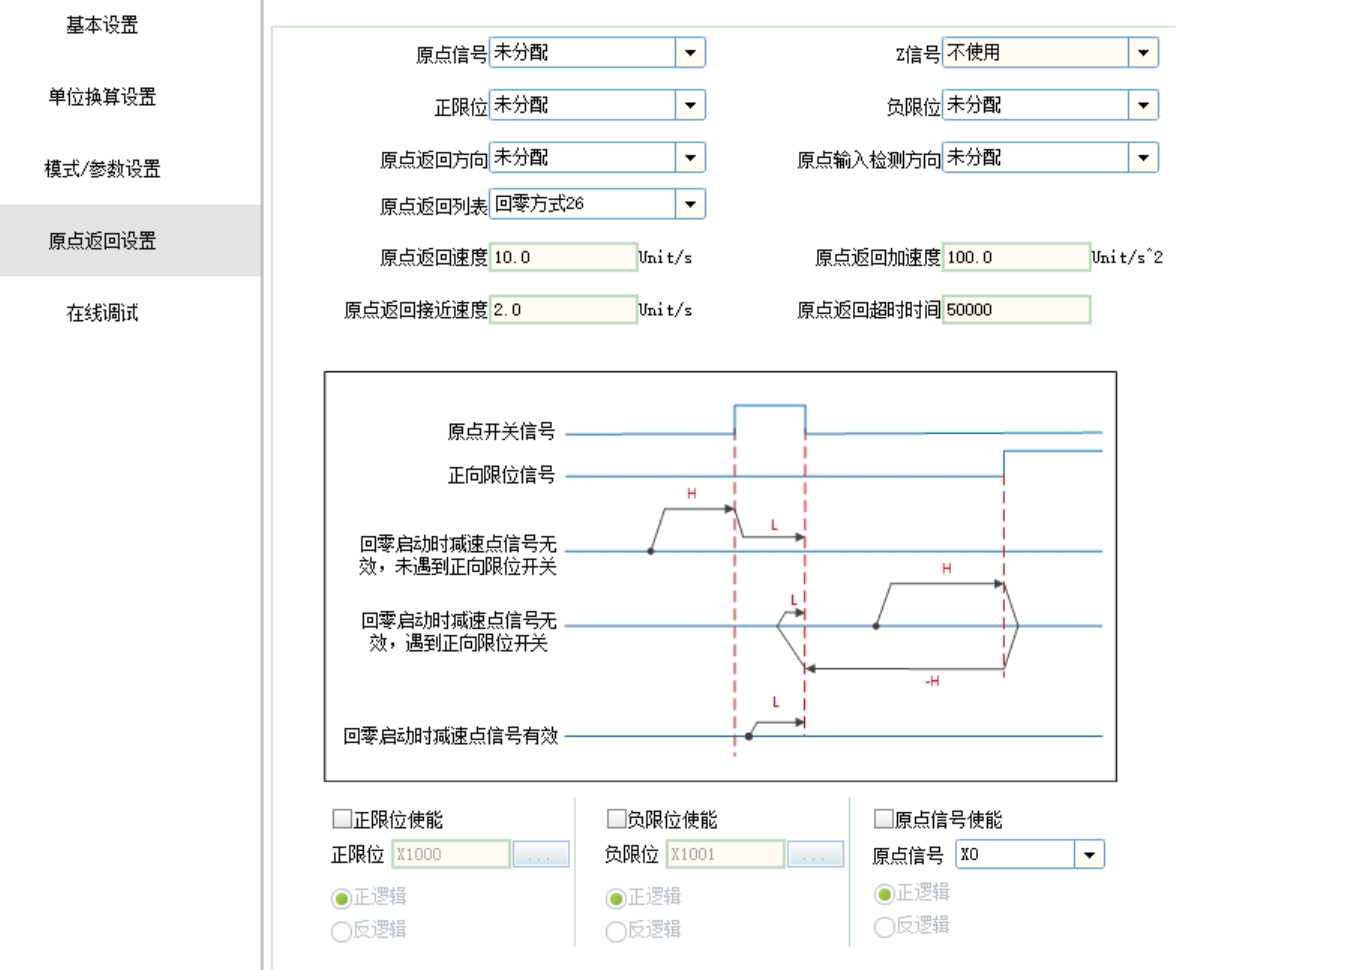 基本设置
单位换算设置
模式/参数设置
原点返回设置
在线调试
原点信号 未分配 Z信号 不使用
正限位 未分配 负限位 未分配
原点返回方向 未分配 原点输入检测方向 未分配
原点返回列表 回零方式26
原点返回速度 10.0 Unit/s 原点返回加速度 100.0 Unit/s^2
原点返回接近速度 2.0 Unit/s 原点返回超时时间 50000
原点开关信号
正向限位信号
H
L
回零启动时减速点信号无
效，未遇到正向限位开关
H
L
回零启动时减速点信号无
效，遇到正向限位开关
-H
L
回零启动时减速点信号有效
正限位使能 负限位使能 原点信号使能
正限位 X1000 ... 负限位 X1001 ... 原点信号 X0
正逻辑 正逻辑 正逻辑
反逻辑 反逻辑 反逻辑